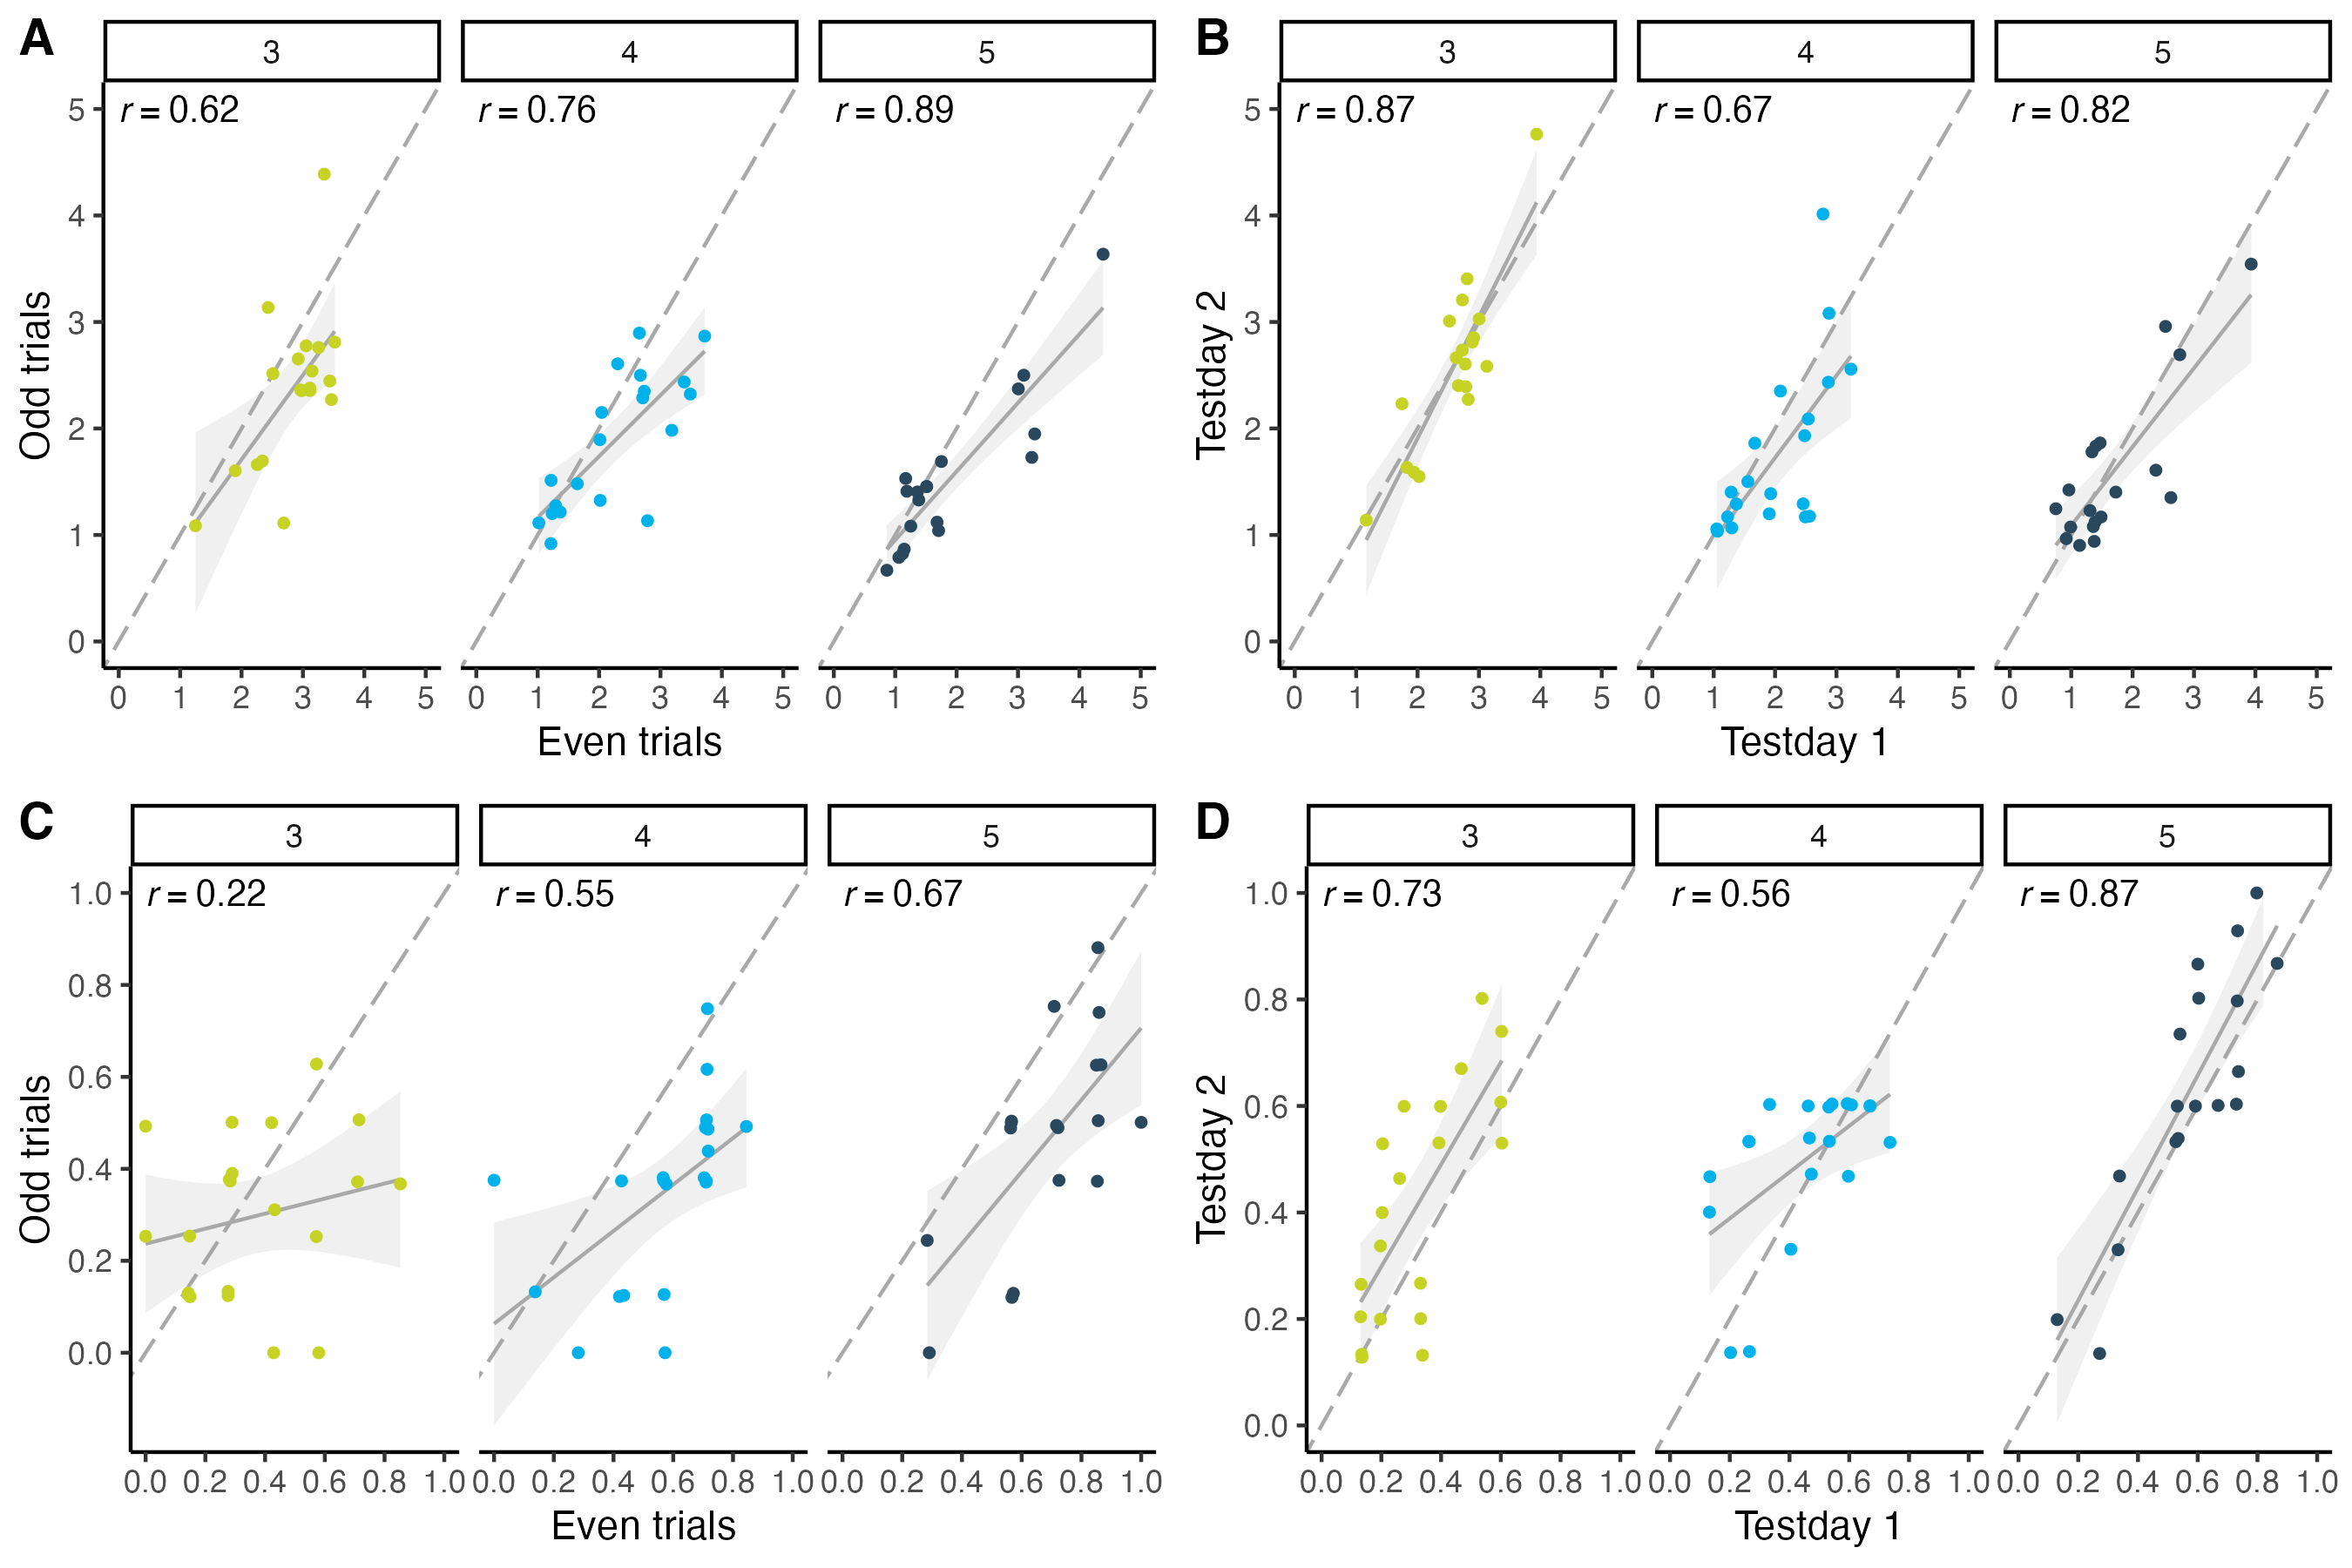 A
3
4
5
r = 0.62
r = 0.76
r = 0.89
5
4
3
2
1
0
Odd trials
0 1 2 3 4 5
0 1 2 3 4 5
0 1 2 3 4 5
Even trials
B
3
4
5
r = 0.87
r = 0.67
r = 0.82
5
4
3
2
1
0
Testday 2
0 1 2 3 4 5
0 1 2 3 4 5
0 1 2 3 4 5
Testday 1
C
3
4
5
r = 0.22
r = 0.55
r = 0.67
1.0
0.8
0.6
0.4
0.2
0.0
Odd trials
0.0 0.2 0.4 0.6 0.8 1.0
0.0 0.2 0.4 0.6 0.8 1.0
0.0 0.2 0.4 0.6 0.8 1.0
Even trials
D
3
4
5
r = 0.73
r = 0.56
r = 0.87
1.0
0.8
0.6
0.4
0.2
0.0
Testday 2
0.0 0.2 0.4 0.6 0.8 1.0
0.0 0.2 0.4 0.6 0.8 1.0
0.0 0.2 0.4 0.6 0.8 1.0
Testday 1